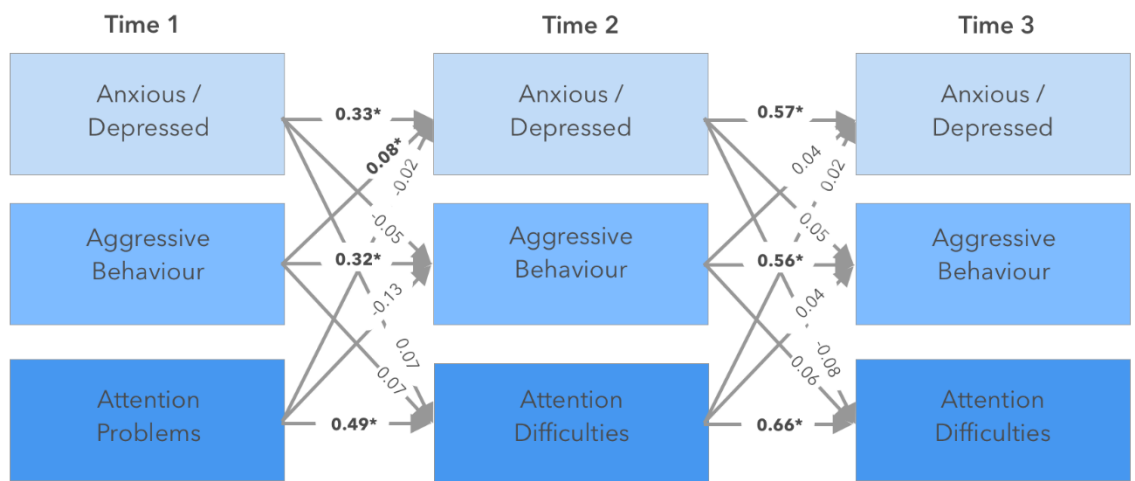 Time 1
Time 2
Time 3
Anxious /
Depressed
0.33*
Anxious /
Depressed
0.57*
Anxious /
Depressed
0.08*
-0.02
0.04
0.02
-0.05
0.05
Aggressive
Behaviour
0.32*
Aggressive
Behaviour
0.56*
Aggressive
Behaviour
-0.13
0.04
0.07
0.07
-0.08
0.06
Attention
Problems
0.49*
Attention
Difficulties
0.66*
Attention
Difficulties